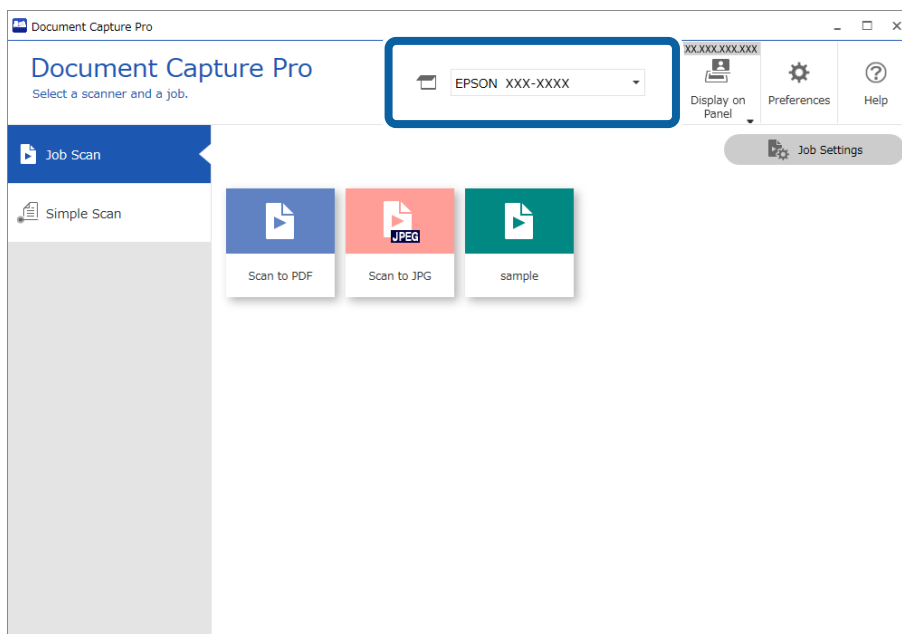 Document Capture Pro
Document Capture Pro
Select a scanner and a job.
EPSON XXX-XXXX
XX.XXX.XXX.XXX
Display on
Panel
Preferences
Help
Job Scan
Job Settings
Simple Scan
JPEG
Scan to PDF
Scan to JPG
sample